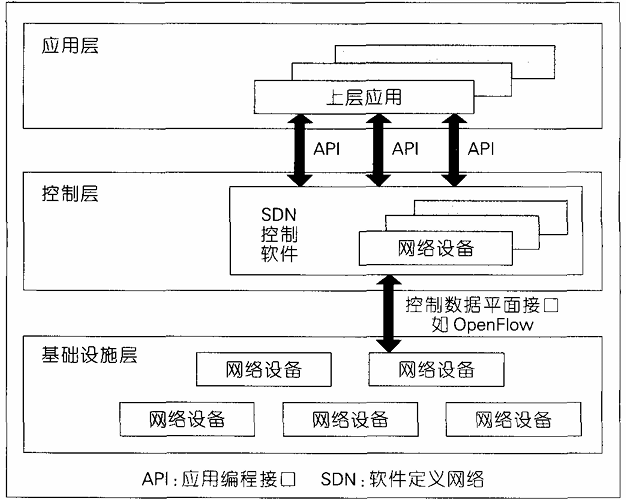 应用层
上层应用
API API API
控制层
SDN
控制
软件
网络设备
控制数据平面接口
如 OpenFlow
基础设施层
网络设备 网络设备
网络设备 网络设备 网络设备
API:应用编程接口 SDN:软件定义网络